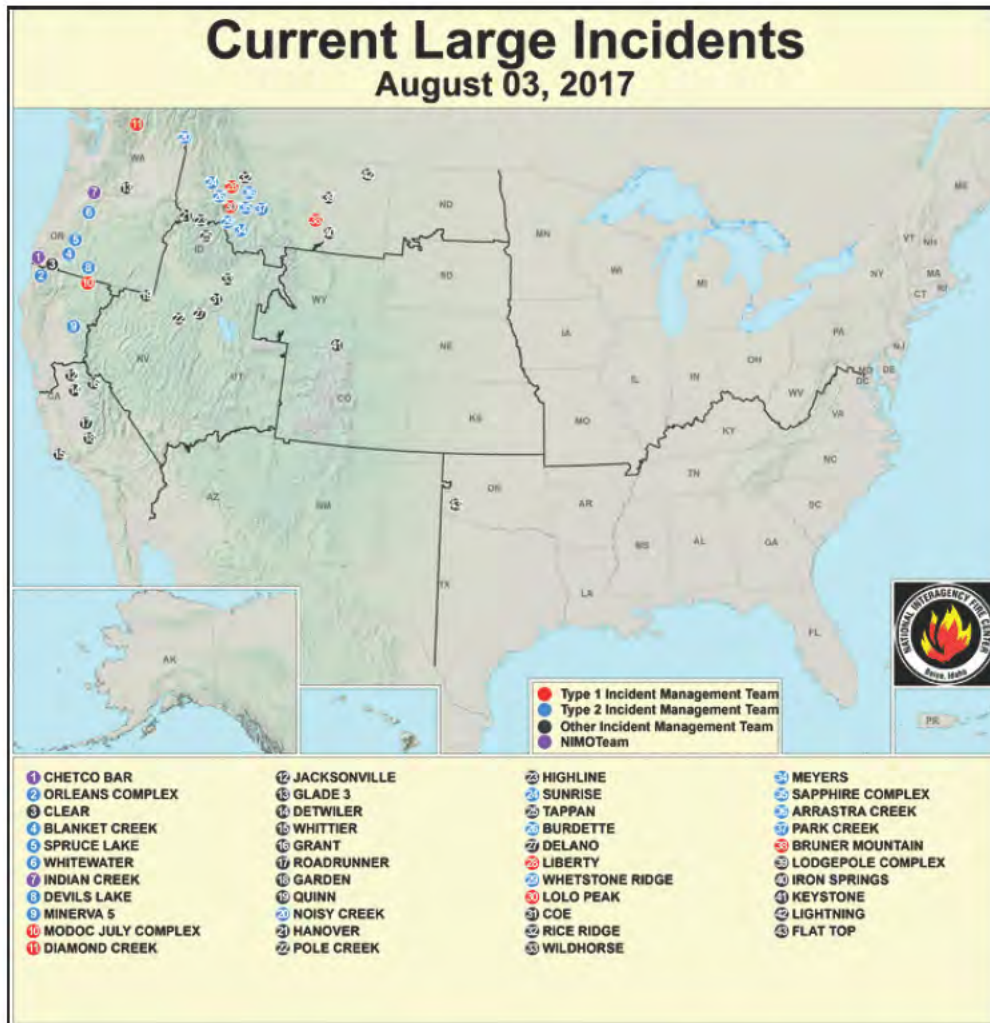 Current Large Incidents
August 03, 2017
WA
OR
ID
NV
UT
CA
AZ
NM
WY
CO
ND
SD
NE
KS
OK
TX
MN
IA
MO
AR
LA
WI
IL
MI
IN
OH
KY
TN
MS
AL
GA
FL
SC
NC
VA
WV
PA
NY
VT
NH
ME
MA
CT
RI
NJ
DE
MD
DC
AK
PR
NATIONAL INTERAGENCY FIRE CENTER
Boise, Idaho
Type 1 Incident Management Team
Type 2 Incident Management Team
Other Incident Management Team
NIMOTeam
1 CHETCO BAR
2 ORLEANS COMPLEX
3 CLEAR
4 BLANKET CREEK
5 SPRUCE LAKE
6 WHITEWATER
7 INDIAN CREEK
8 DEVILS LAKE
9 MINERVA 5
10 MODOC JULY COMPLEX
11 DIAMOND CREEK
12 JACKSONVILLE
13 GLADE 3
14 DETWILER
15 WHITTIER
16 GRANT
17 ROADRUNNER
18 GARDEN
19 QUINN
20 NOISY CREEK
21 HANOVER
22 POLE CREEK
23 HIGHLINE
24 SUNRISE
25 TAPPAN
26 BURDETTE
27 DELANO
28 LIBERTY
29 WHETSTONE RIDGE
30 LOLO PEAK
31 COE
32 RICE RIDGE
33 WILDHORSE
34 MEYERS
35 SAPPHIRE COMPLEX
36 ARRASTRA CREEK
37 PARK CREEK
38 BRUNER MOUNTAIN
39 LODGEPOLE COMPLEX
40 IRON SPRINGS
41 KEYSTONE
42 LIGHTNING
43 FLAT TOP